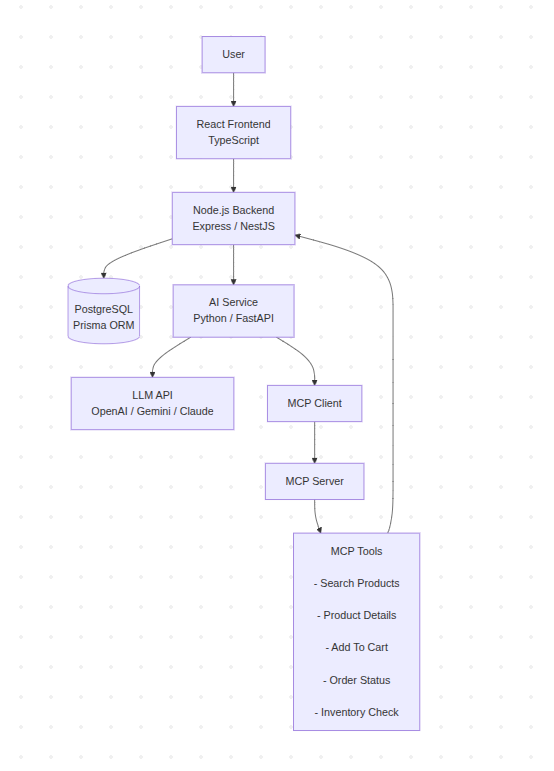 User
React Frontend
TypeScript
Node.js Backend
Express / NestJS
PostgreSQL
Prisma ORM
AI Service
Python / FastAPI
LLM API
OpenAI / Gemini / Claude
MCP Client
MCP Server
MCP Tools
- Search Products
- Product Details
- Add To Cart
- Order Status
- Inventory Check